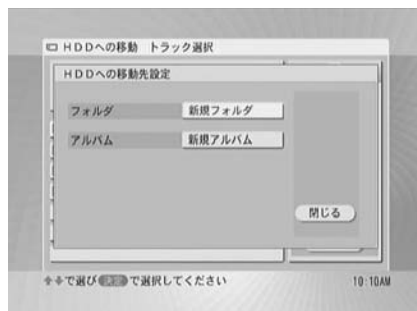 HDDへの移動 トラック選択
HDDへの移動先設定
フォルダ 新規フォルダ
アルバム 新規アルバム
閉じる
で選び 決定 で選択してください 10:10AM